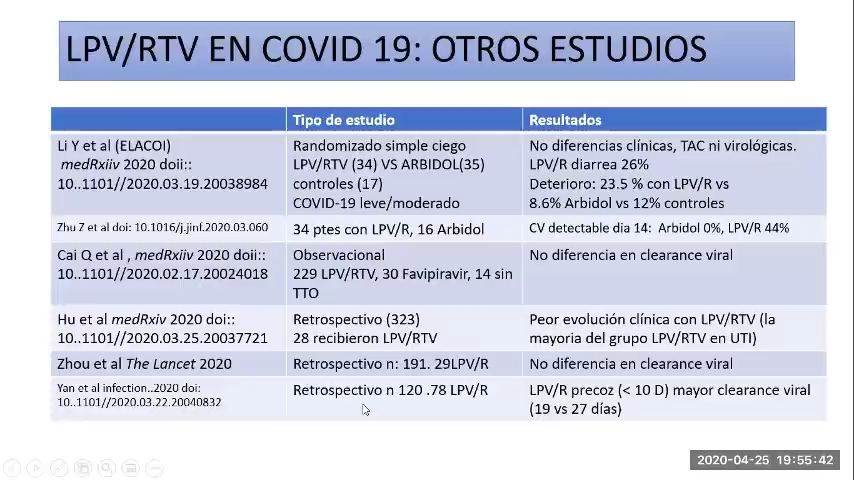 LPV/RTV EN COVID 19: OTROS ESTUDIOS
Tipo de estudio
Resultados
Li Y et al (ELACOI)
medRxiiv 2020 doii::
10..1101//2020.03.19.20038984
Randomizado simple ciego
LPV/RTV (34) VS ARBIDOL(35)
controles (17)
COVID-19 leve/moderado
No diferencias clínicas, TAC ni virológicas.
LPV/R diarrea 26%
Deterioro: 23.5 % con LPV/R vs
8.6% Arbidol vs 12% controles
Zhu Z et al doi: 10.1016/j.jinf.2020.03.060
34 ptes con LPV/R, 16 Arbidol
CV detectable dia 14: Arbidol 0%, LPV/R 44%
Cai Q et al , medRxiiv 2020 doii::
10..1101//2020.02.17.20024018
Observacional
229 LPV/RTV, 30 Favipiravir, 14 sin
TTO
No diferencia en clearance viral
Hu et al medRxiv 2020 doi::
10..1101//2020.03.25.20037721
Retrospectivo (323)
28 recibieron LPV/RTV
Peor evolución clínica con LPV/RTV (la
mayoria del grupo LPV/RTV en UTI)
Zhou et al The Lancet 2020
Retrospectivo n: 191. 29LPV/R
No diferencia en clearance viral
Yan et al infection..2020 doi:
10..1101//2020.03.22.20040832
Retrospectivo n 120 .78 LPV/R
LPV/R precoz (< 10 D) mayor clearance viral
(19 vs 27 días)
2020-04-25 19:55:42